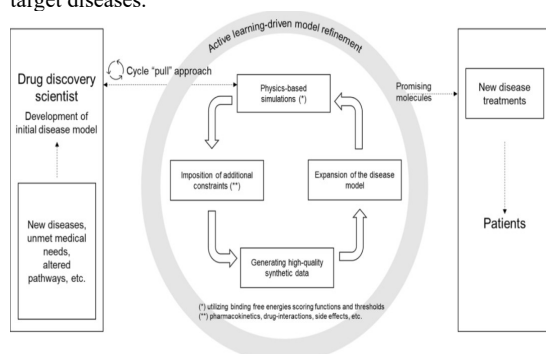 target diseases.
Active learning-driven model refinement
Drug discovery
scientist
Development of
initial disease model
New diseases,
unmet medical
needs,
altered
pathways, etc.
Cycle “pull” approach
Physics-based
simulations (*)
Imposition of additional
constraints (**)
Expansion of the disease
model
Generating high-quality
synthetic data
(*) utilizing binding free energies scoring functions and thresholds
(**) pharmacokinetics, drug-interactions, side effects, etc.
Promising
molecules
New disease
treatments
Patients